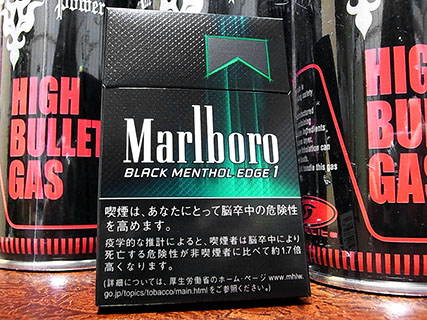 Power
HIGH
BULLET
GAS
Marlboro
BLACK MENTHOL EDGE 1
喫煙は、あなたにとって脳卒中の危険性
を高めます。
疫学的な推計によると、喫煙者は脳卒中により
死亡する危険性が非喫煙者に比べて約1.7倍
高くなります。
(詳細については、厚生労働省のホーム・ページ www.mhlw.
go.jp/topics/tobacco/main.html をご参照ください。)
power
HIGH
BULLET
GAS